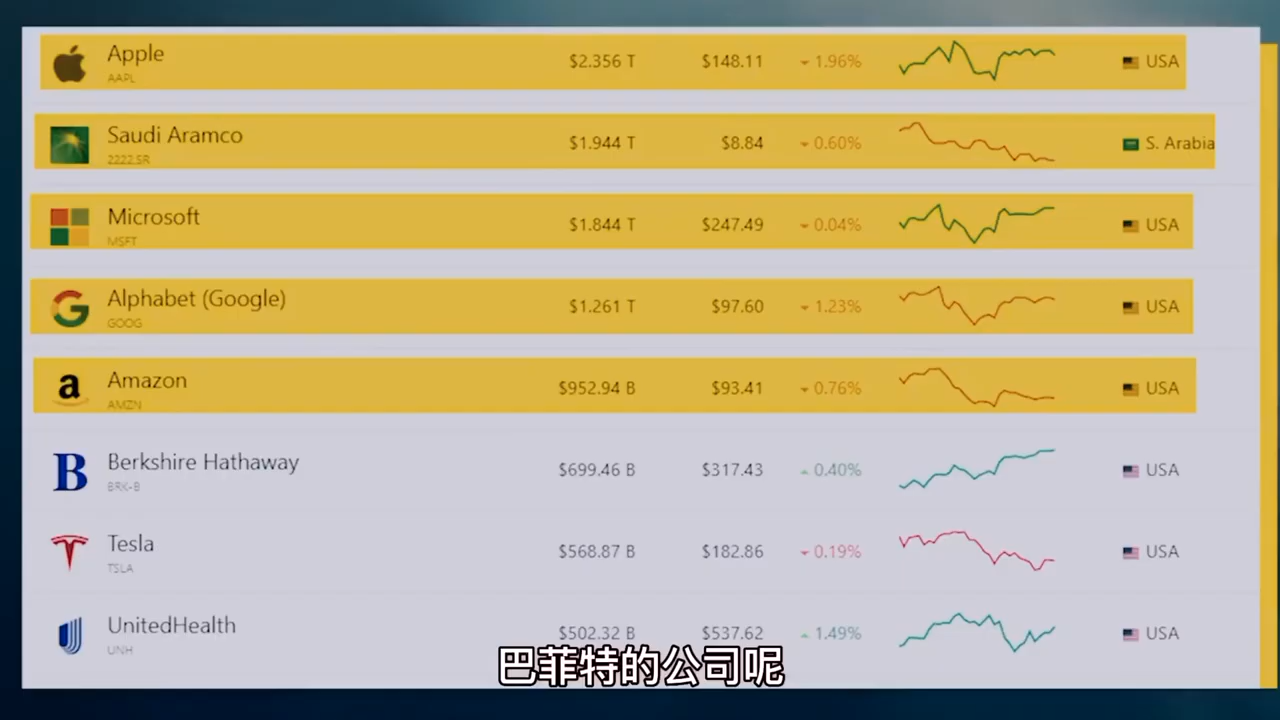 Apple $2.356 T $148.11 1.96% USA
AAPL
Saudi Aramco $1.944 T $8.84 0.60% S. Arabia
2222.SR
Microsoft $1.844 T $247.49 0.04% USA
MSFT
Alphabet (Google) $1.261 T $97.60 1.23% USA
GOOG
a Amazon $952.94 B $93.41 0.76% USA
AMZN
B Berkshire Hathaway $699.46 B $317.43 0.40% USA
BRK-B
Tesla $568.87 B $182.86 0.19% USA
TSLA
UnitedHealth $502.32 B $537.62 1.49% USA
UNH
巴菲特的公司呢